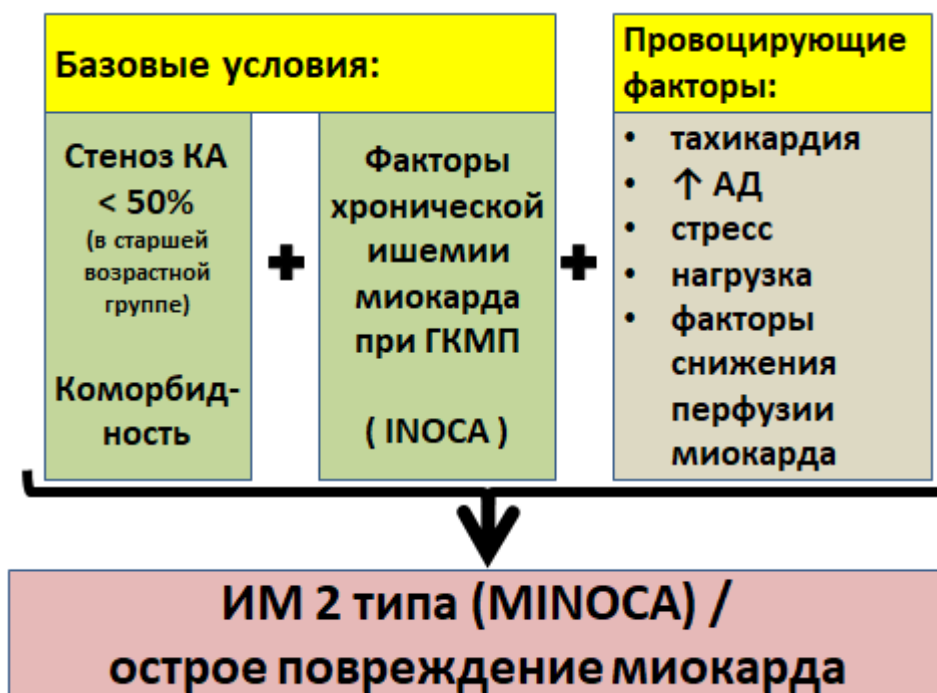 Базовые условия:
Стеноз КА
< 50%
(в старшей
возрастной
группе)
Коморбид-
ность
+
Факторы
хронической
ишемии
миокарда
при ГКМП
( INOCA )
+
Провоцирующие
факторы:
• тахикардия
• ↑ АД
• стресс
• нагрузка
• факторы
снижения
перфузии
миокарда
ИМ 2 типа (MINOCA) /
острое повреждение миокарда